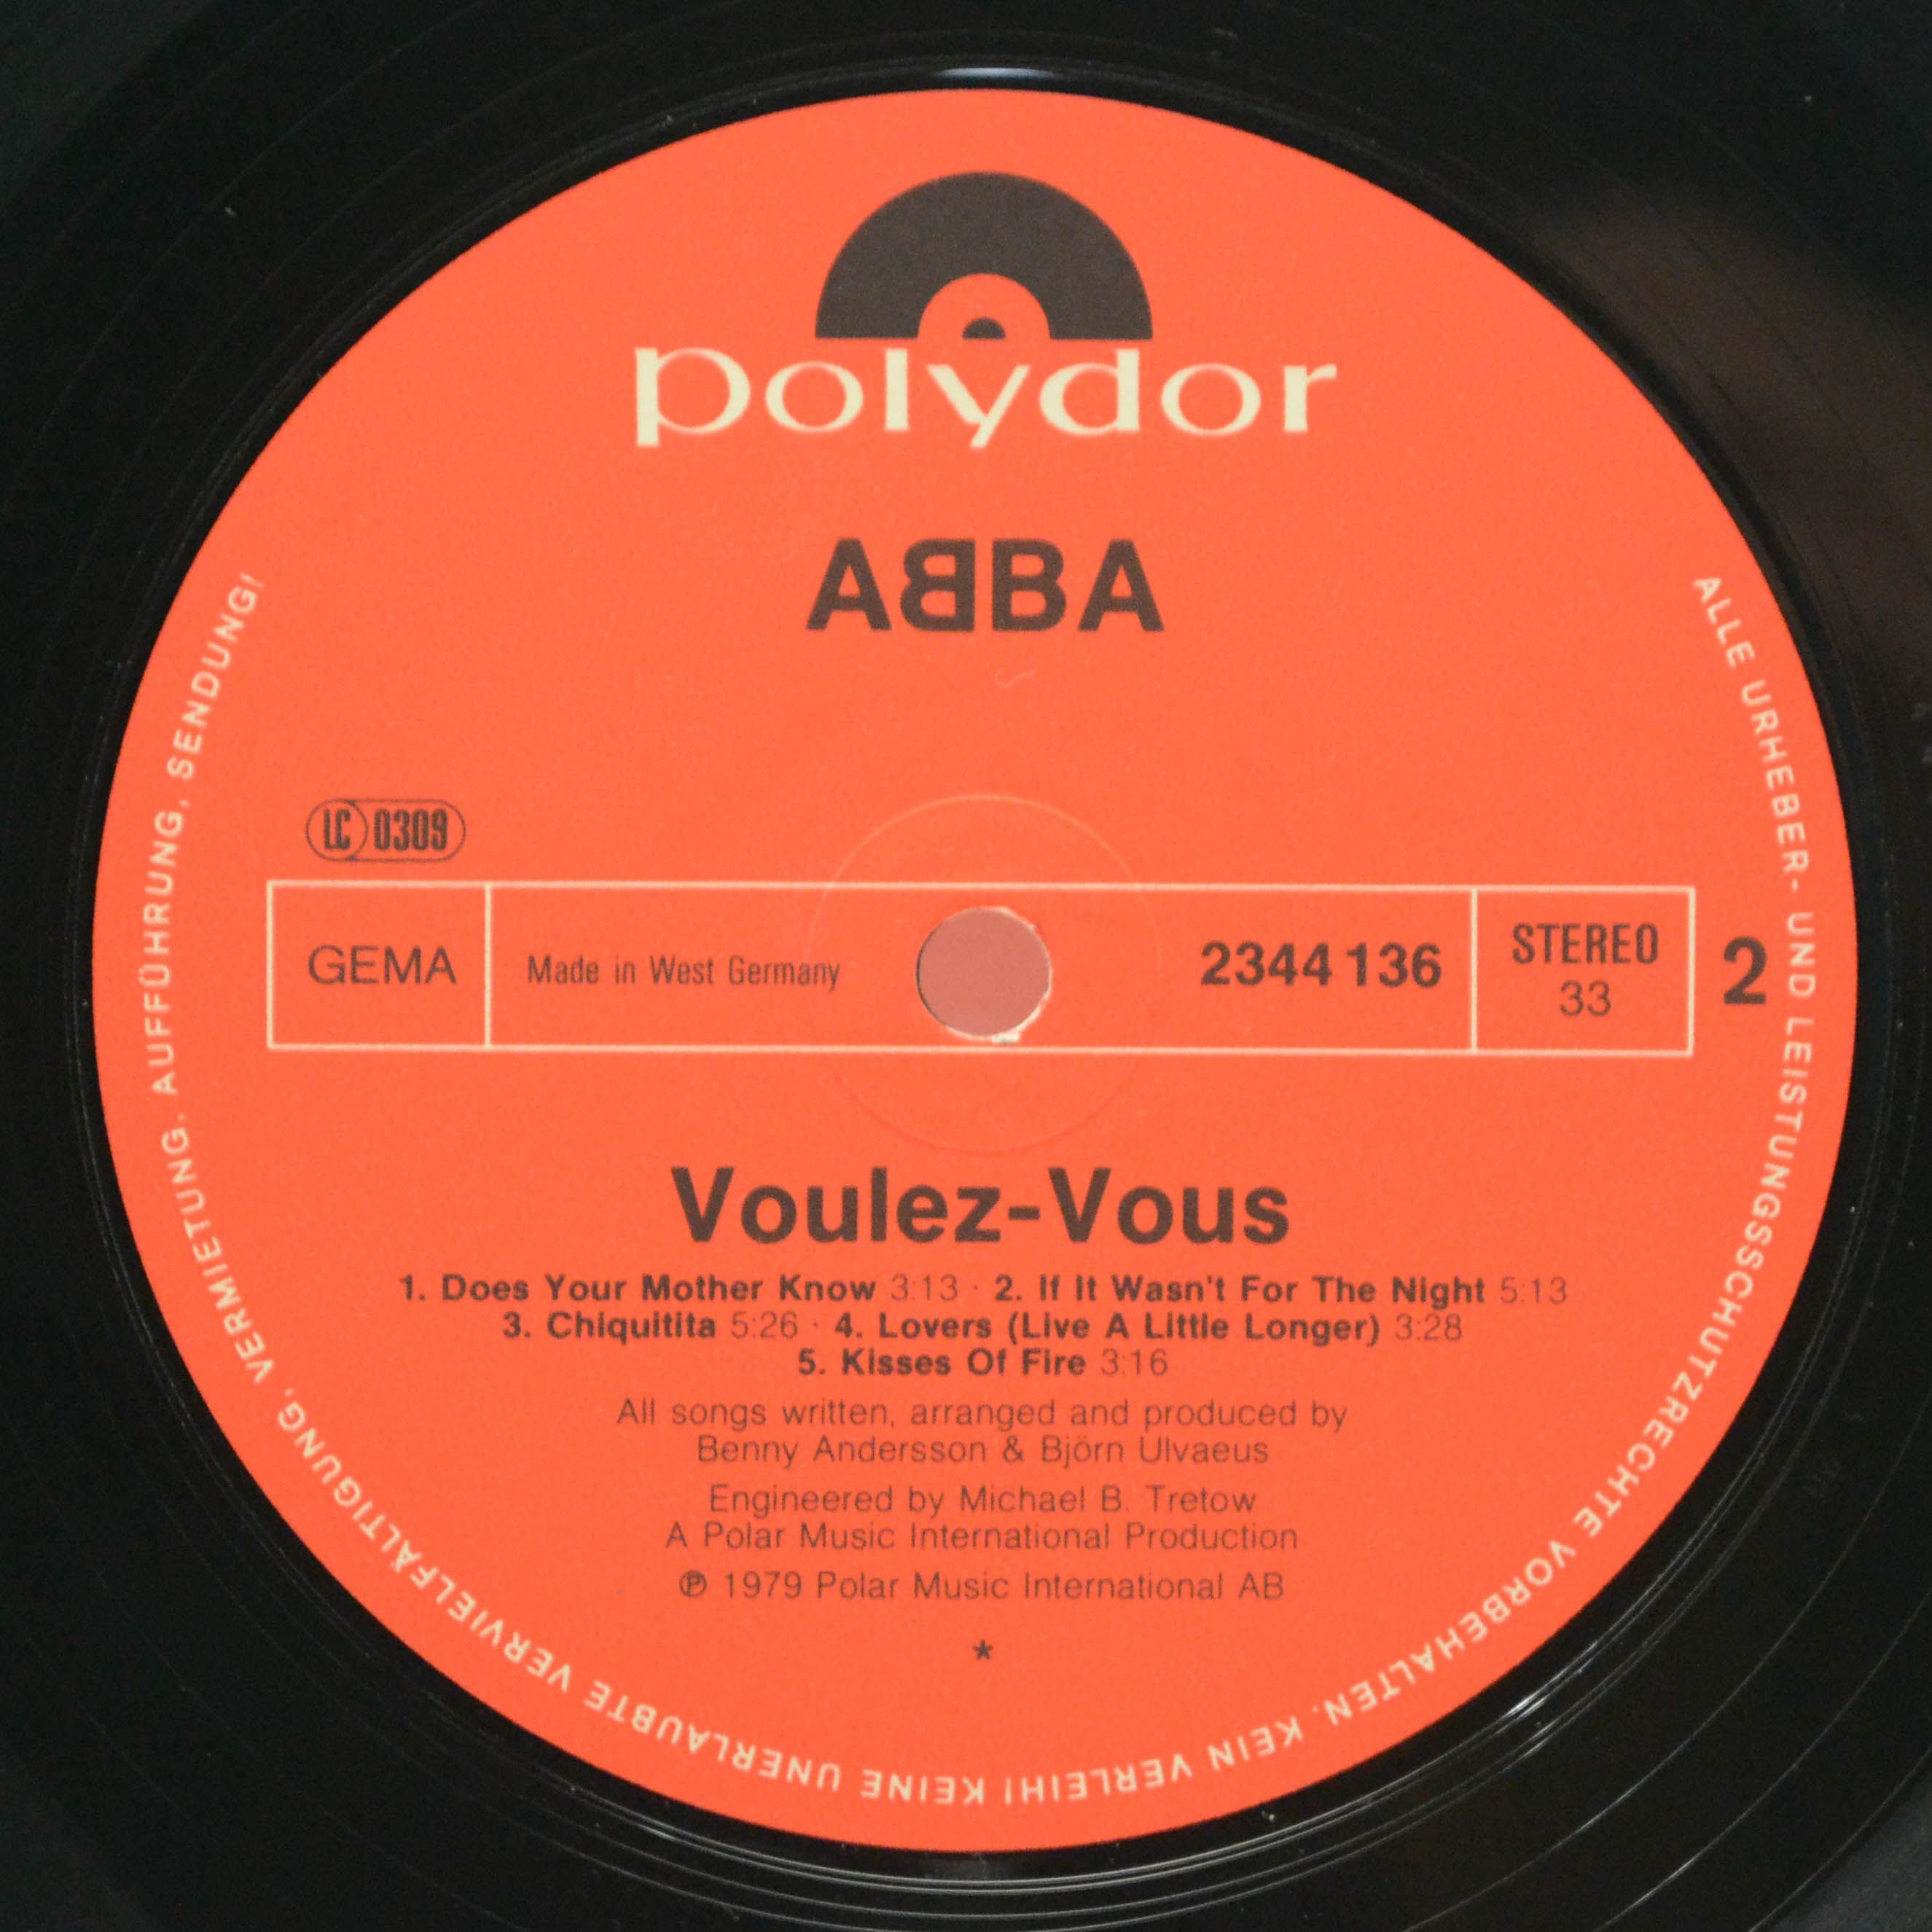 polydor
ABBA
LC 0309
GEMA
Made in West Germany
2344 136
STEREO
33
2
Voulez-Vous
1. Does Your Mother Know 3:13 · 2. If It Wasn't For The Night 5:13
3. Chiquitita 5:26 · 4. Lovers (Live A Little Longer) 3:28
5. Kisses Of Fire 3:16
All songs written, arranged and produced by
Benny Andersson & Björn Ulvaeus
Engineered by Michael B. Tretow
A Polar Music International Production
℗ 1979 Polar Music International AB
*
ALLE URHEBER- UND LEISTUNGSSCHUTZRECHTE VORBEHALTEN. KEIN VERLEIH! KEINE UNERLAUBTE VERVIELFÄLTIGUNG, VERMIETUNG, AUFFÜHRUNG, SENDUNG!